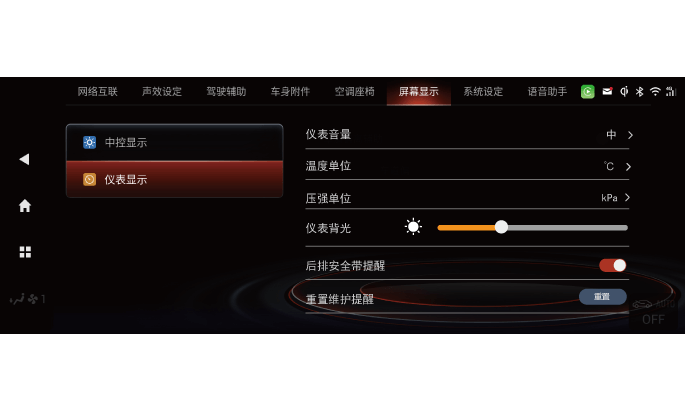 网络互联 声效设定 驾驶辅助 车身附件 空调座椅 屏幕显示 系统设定 语音助手
中控显示
仪表显示
仪表音量 中
温度单位 ℃
压强单位 kPa
仪表背光
后排安全带提醒
重置维护提醒 重置
1
OFF